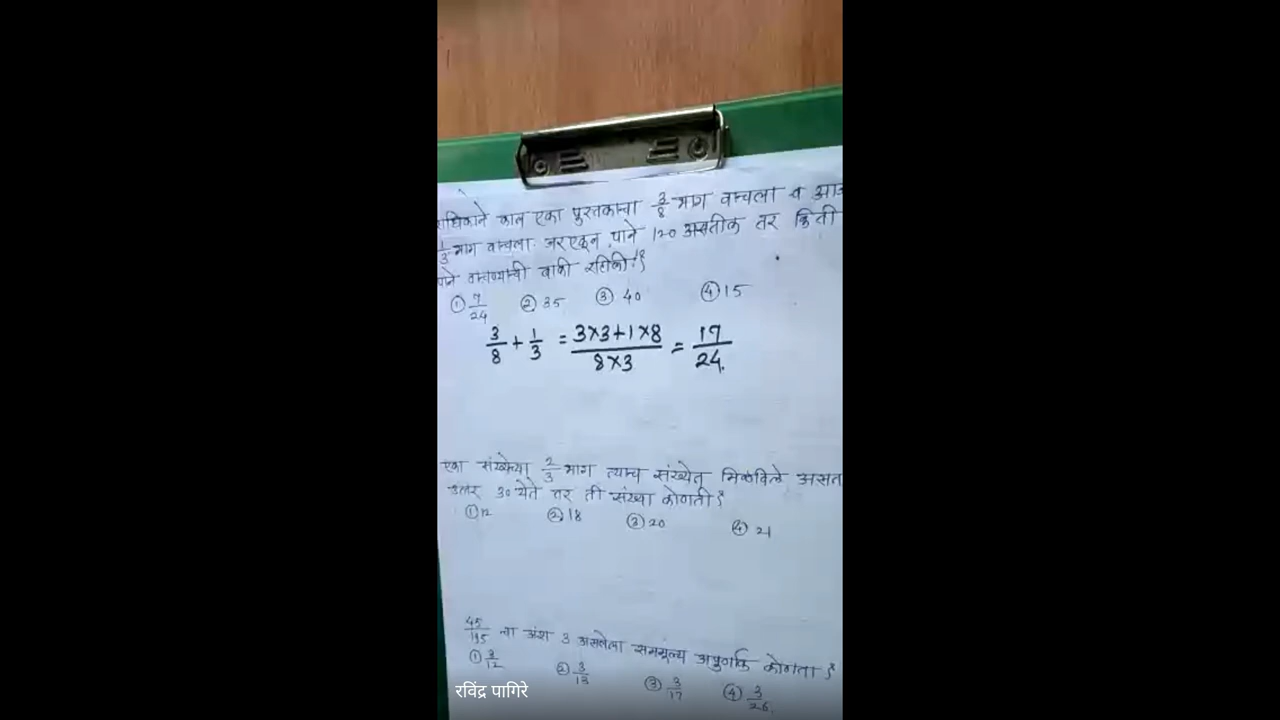 राधिकाने काल एका पुस्तकाचा 3/8 भाग वाचला व आज
1/3 भाग वाचला. जर एकून पाने 120 असतील तर किती
पाने वाचण्याची बाकी राहिली?
① 7/24 ② 35 ③ 40 ④ 15
3/8 + 1/3 = 3×3+1×8/8×3 = 17/24.
एका संख्येचा 2/3 भाग त्याच संख्येत मिळविले असता
उत्तर 30 येते तर ती संख्या कोणती?
① 12 ② 18 ③ 20 ④ 21
45/195 चा अंश 3 असलेला सममूल्य अपुर्णांक कोणता?
① 3/12 ② 3/13 ③ 3/17 ④ 3/26.
रविंद्र पागिरे